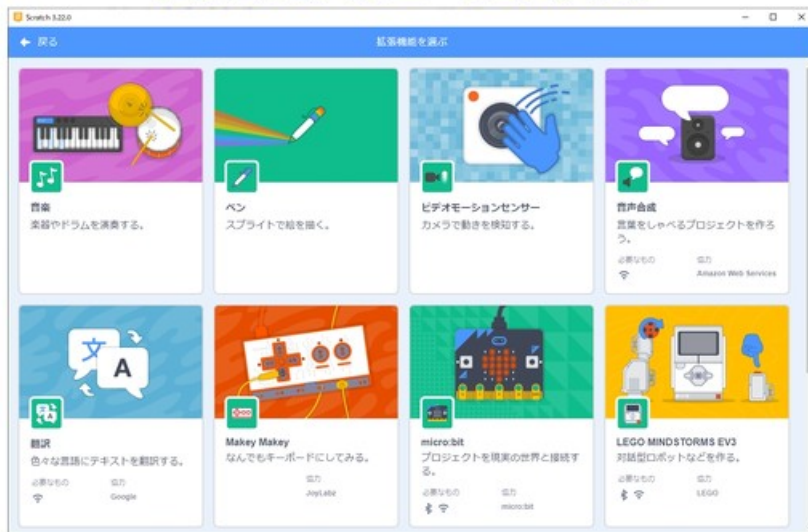 Scratch 3.22.0
戻る
拡張機能を選ぶ
音楽
楽器やドラムを演奏する。
ペン
スプライトで絵を描く。
ビデオモーションセンサー
カメラで動きを検知する。
音声合成
言葉をしゃべるプロジェクトを作ろ
う。
必要なもの
協力
Amazon Web Services
文
A
翻訳
色々な言語にテキストを翻訳する。
必要なもの
協力
Google
Makey Makey
なんでもキーボードにしてみる。
協力
JoyLabz
micro:bit
プロジェクトを現実の世界と接続す
る。
必要なもの
協力
micro:bit
LEGO MINDSTORMS EV3
対話型ロボットなどを作る。
必要なもの
協力
LEGO